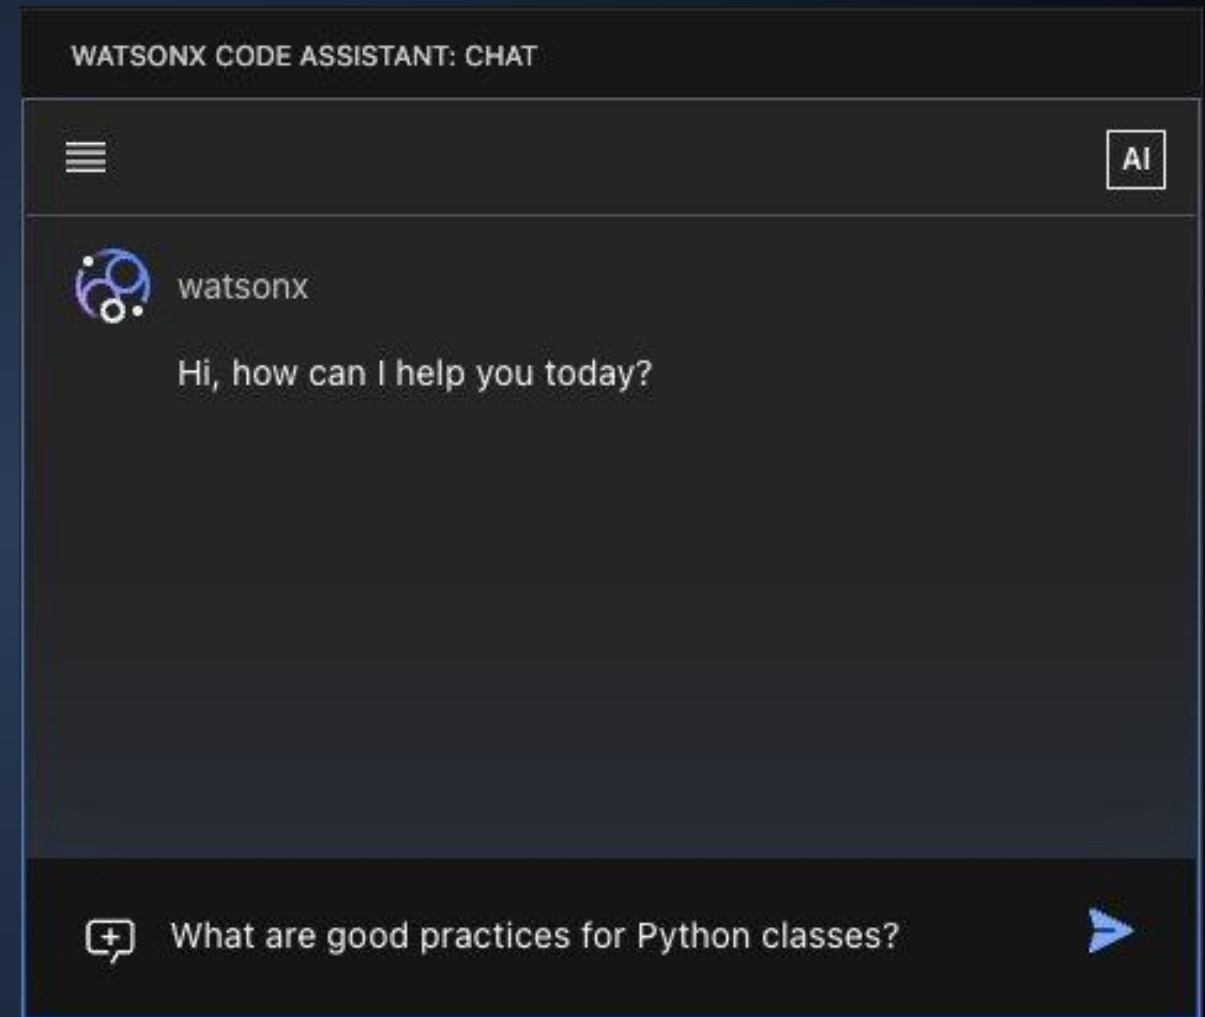 WATSONX CODE ASSISTANT: CHAT
AI
watsonx
Hi, how can I help you today?
What are good practices for Python classes?